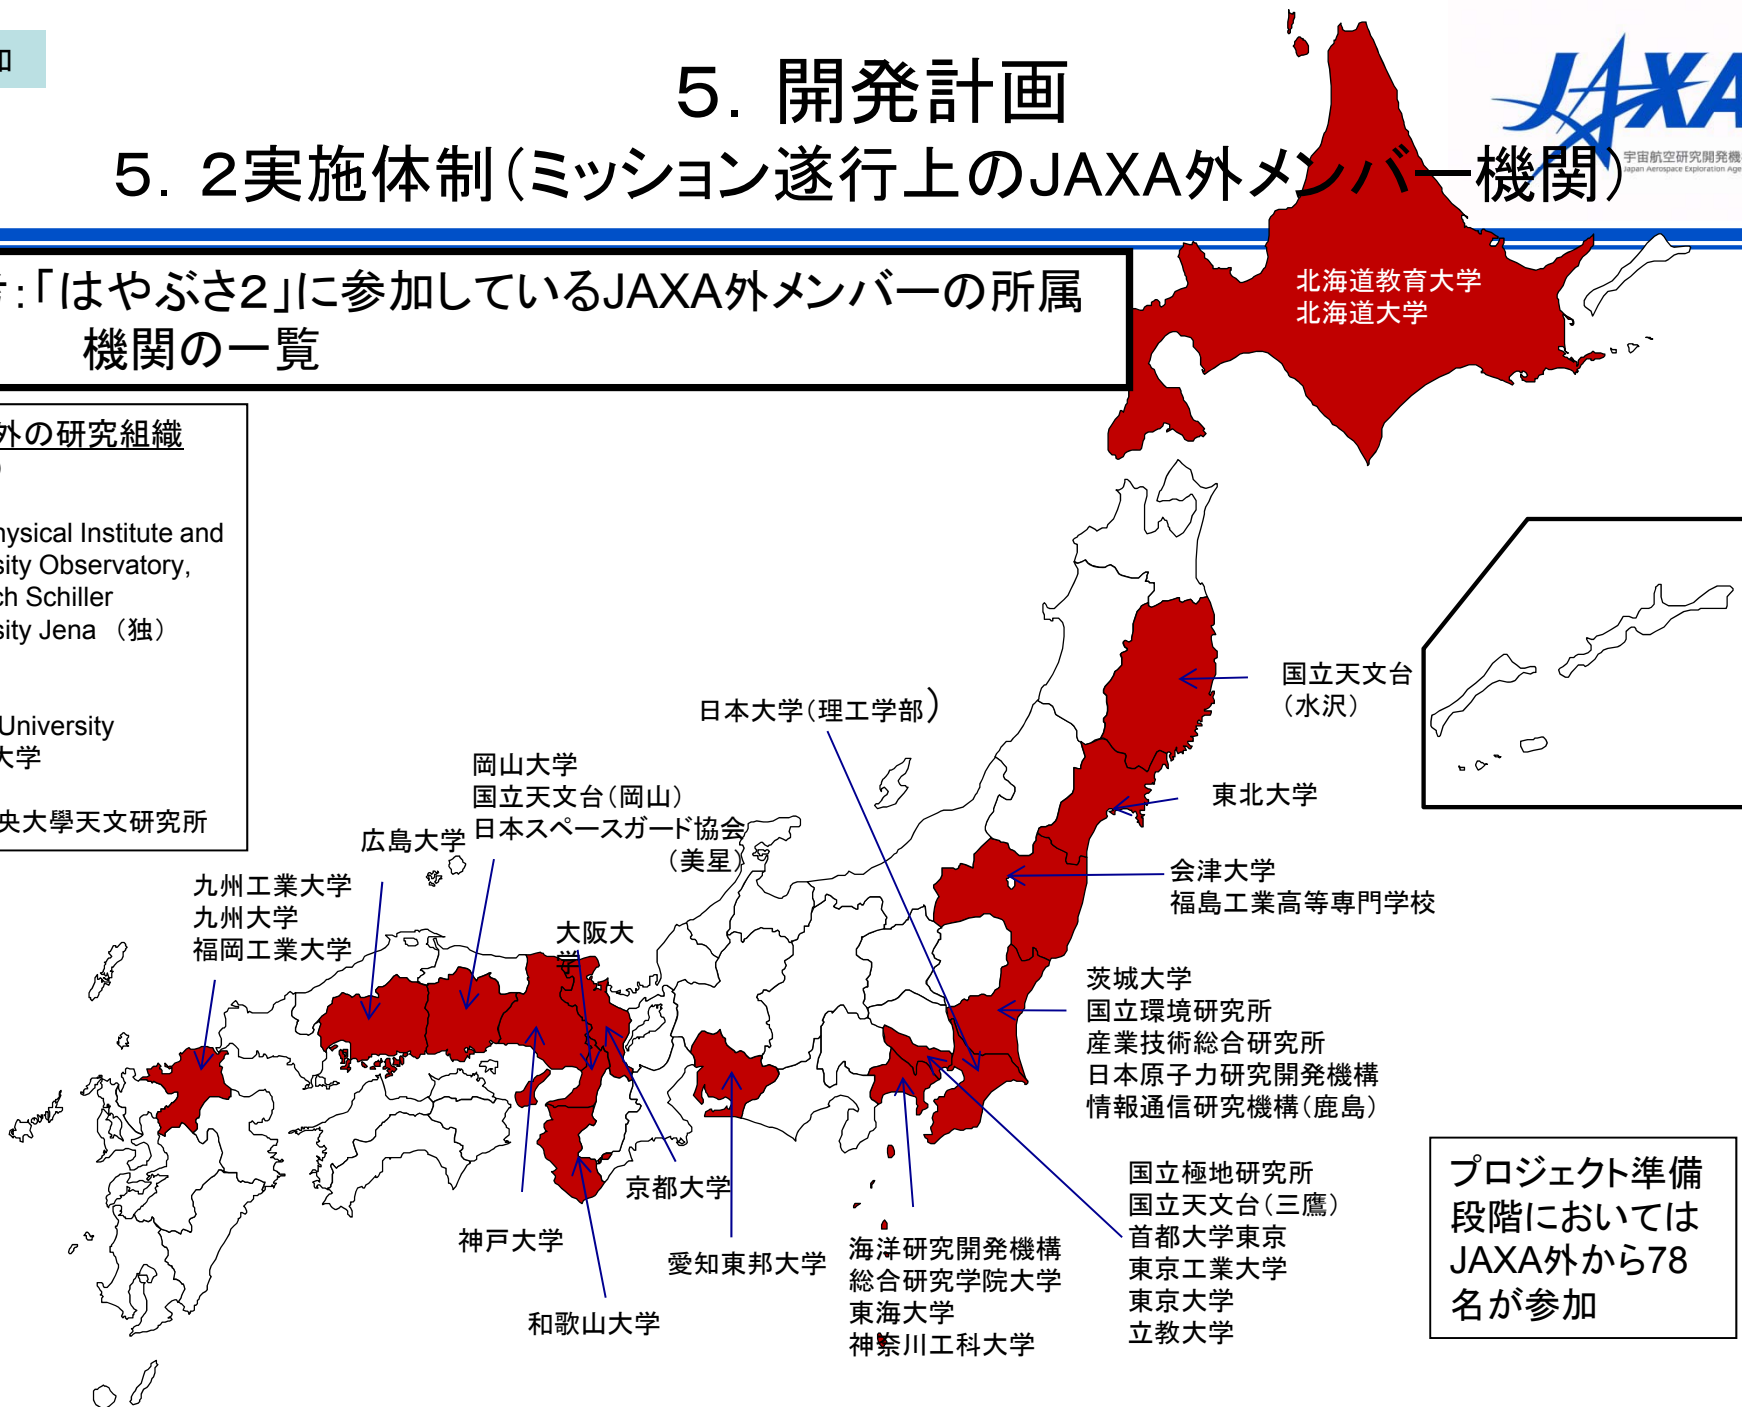 加
5. 開発計画
5. 2実施体制(ミッション遂行上のJAXA外メンバー機関)
JAXA
宇宙航空研究開発機
Japan Aerospace Exploration Age
:「はやぶさ2」に参加しているJAXA外メンバーの所属
機関の一覧
外の研究組織
)
hysical Institute and
sity Observatory,
ch Schiller
sity Jena (独)
University
大学
央大學天文研究所
北海道教育大学
北海道大学
国立天文台
(水沢)
日本大学(理工学部)
東北大学
岡山大学
国立天文台(岡山)
日本スペースガード協会
(美星)
広島大学
会津大学
福島工業高等専門学校
九州工業大学
九州大学
福岡工業大学
大阪大
学
茨城大学
国立環境研究所
産業技術総合研究所
日本原子力研究開発機構
情報通信研究機構(鹿島)
国立極地研究所
国立天文台(三鷹)
首都大学東京
東京工業大学
東京大学
立教大学
京都大学
神戸大学
愛知東邦大学
海洋研究開発機構
総合研究学院大学
東海大学
神奈川工科大学
和歌山大学
プロジェクト準備
段階においては
JAXA外から78
名が参加